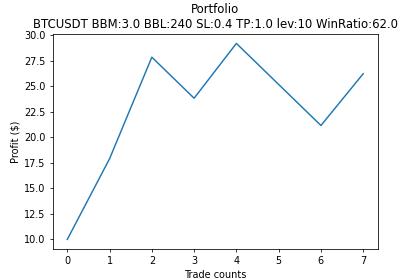 Portfolio
BTCUSDT BBM:3.0 BBL:240 SL:0.4 TP:1.0 lev:10 WinRatio:62.0
30.0
27.5
25.0
22.5
20.0
17.5
15.0
12.5
10.0
Profit ($)
0 1 2 3 4 5 6 7
Trade counts